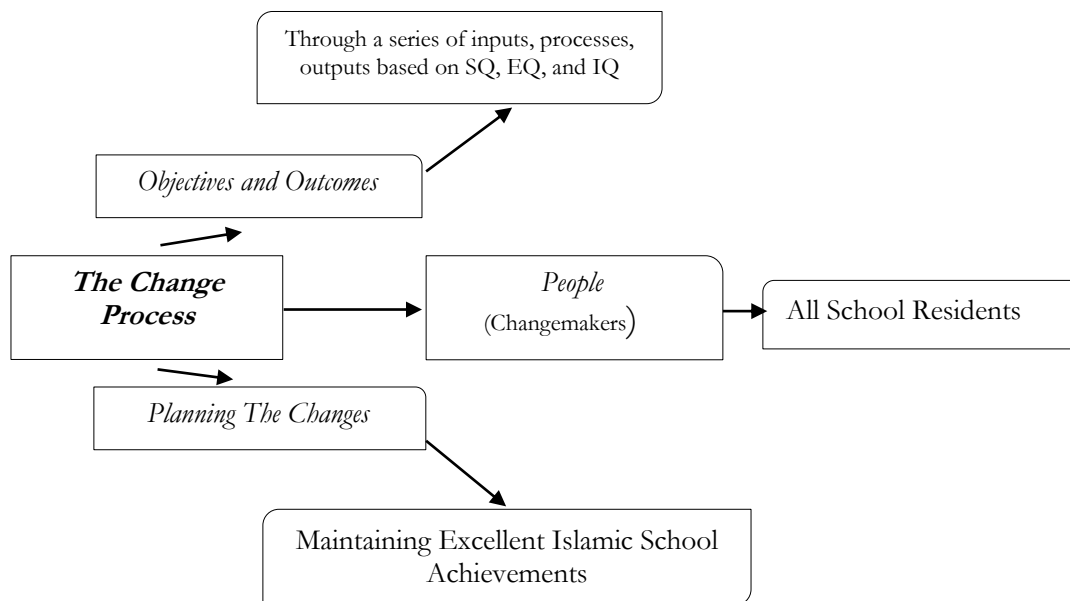 Through a series of inputs, processes,
outputs based on SQ, EQ, and IQ
Objectives and Outcomes
The Change
Process
People
(Changemakers)
All School Residents
Planning The Changes
Maintaining Excellent Islamic School
Achievements